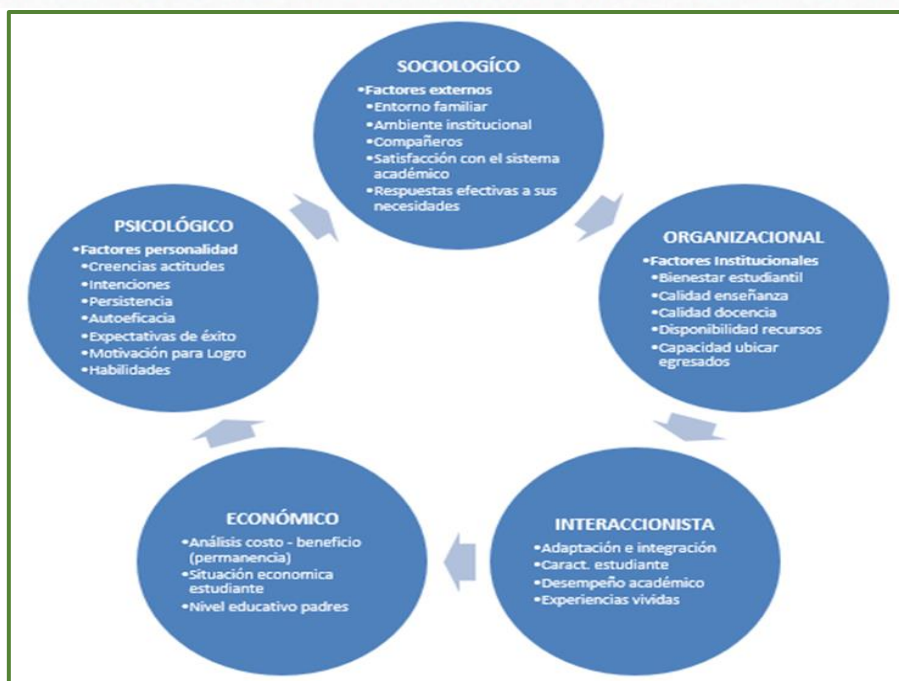 SOCIOLOGÍCO
•Factores externos
•Entorno familiar
•Ambiente institucional
•Compañeros
•Satisfacción con el sistema
académico
•Respuestas efectivas a sus
necesidades
PSICOLÓGICO
•Factores personalidad
•Creencias actitudes
•Intenciones
•Persistencia
•Autoeficacia
•Expectativas de éxito
•Motivación para Logro
•Habilidades
ORGANIZACIONAL
•Factores Institucionales
•Bienestar estudiantil
•Calidad enseñanza
•Calidad docencia
•Disponibilidad recursos
•Capacidad ubicar
egresados
ECONÓMICO
•Análisis costo - beneficio
(permanencia)
•Situación economica
estudiante
•Nivel educativo padres
INTERACCIONISTA
•Adaptación e integración
•Caract. estudiante
•Desempeño académico
•Experiencias vividas